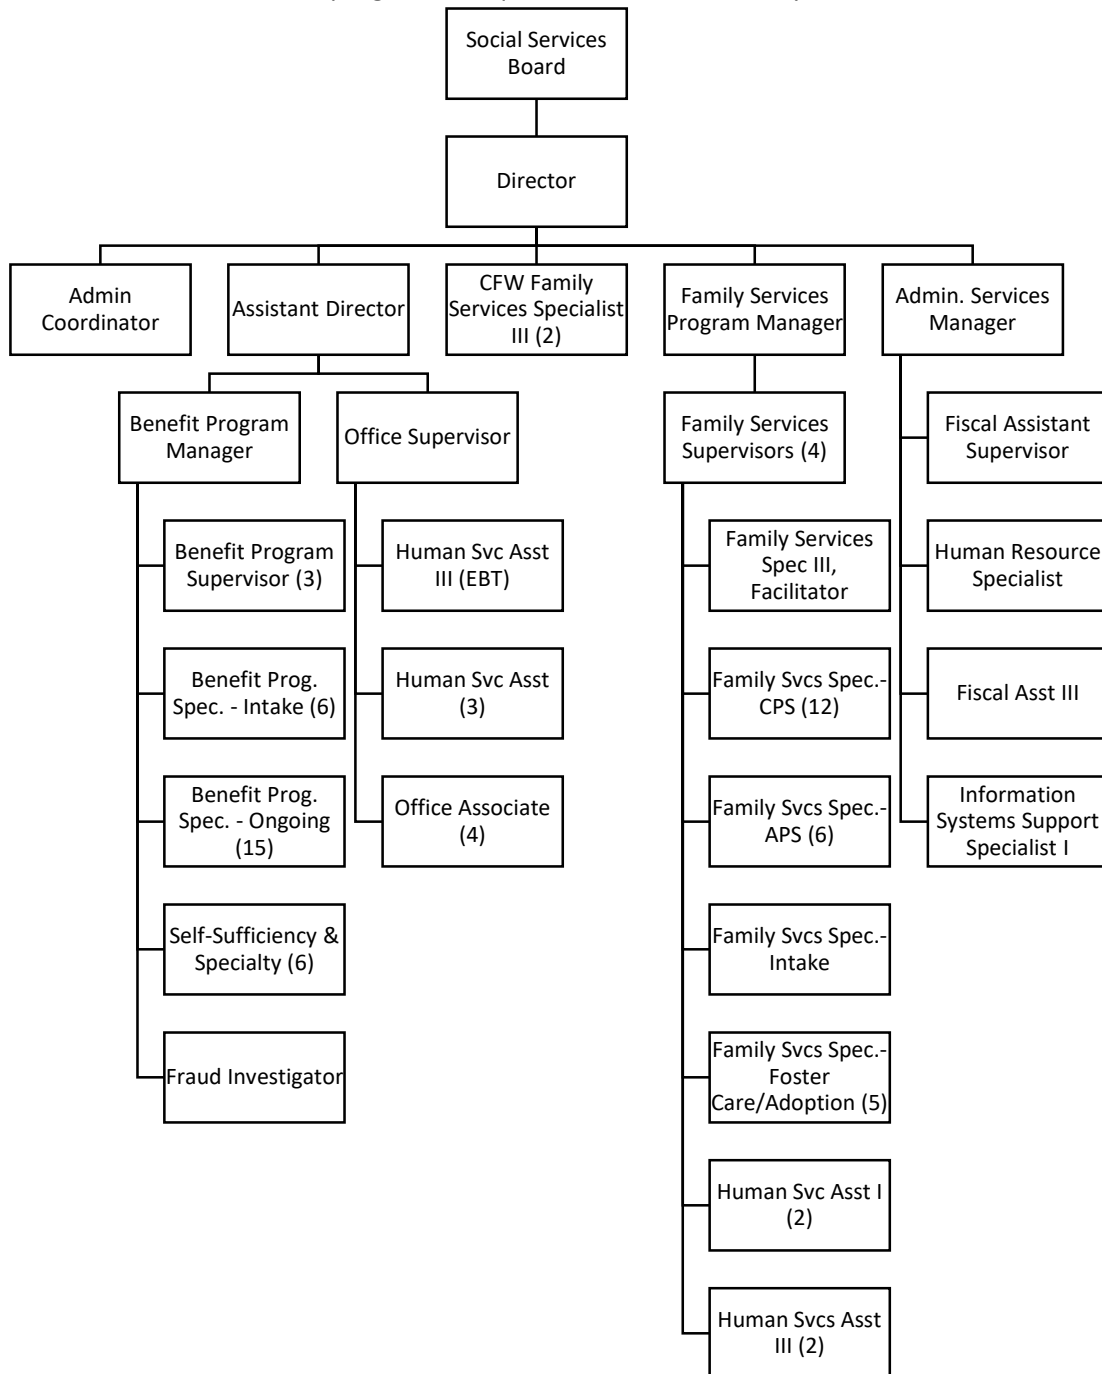 Social Services
Board
Director
Admin
Coordinator
Assistant Director
CFW Family
Services Specialist
III (2)
Family Services
Program Manager
Admin. Services
Manager
Benefit Program
Manager
Office Supervisor
Family Services
Supervisors (4)
Fiscal Assistant
Supervisor
Benefit Program
Supervisor (3)
Human Svc Asst
III (EBT)
Family Services
Spec III,
Facilitator
Human Resource
Specialist
Benefit Prog.
Spec. - Intake (6)
Human Svc Asst
(3)
Family Svcs Spec.-
CPS (12)
Fiscal Asst III
Benefit Prog.
Spec. - Ongoing
(15)
Office Associate
(4)
Family Svcs Spec.-
APS (6)
Information
Systems Support
Specialist I
Self-Sufficiency &
Specialty (6)
Family Svcs Spec.-
Intake
Fraud Investigator
Family Svcs Spec.-
Foster
Care/Adoption (5)
Human Svc Asst I
(2)
Human Svcs Asst
III (2)